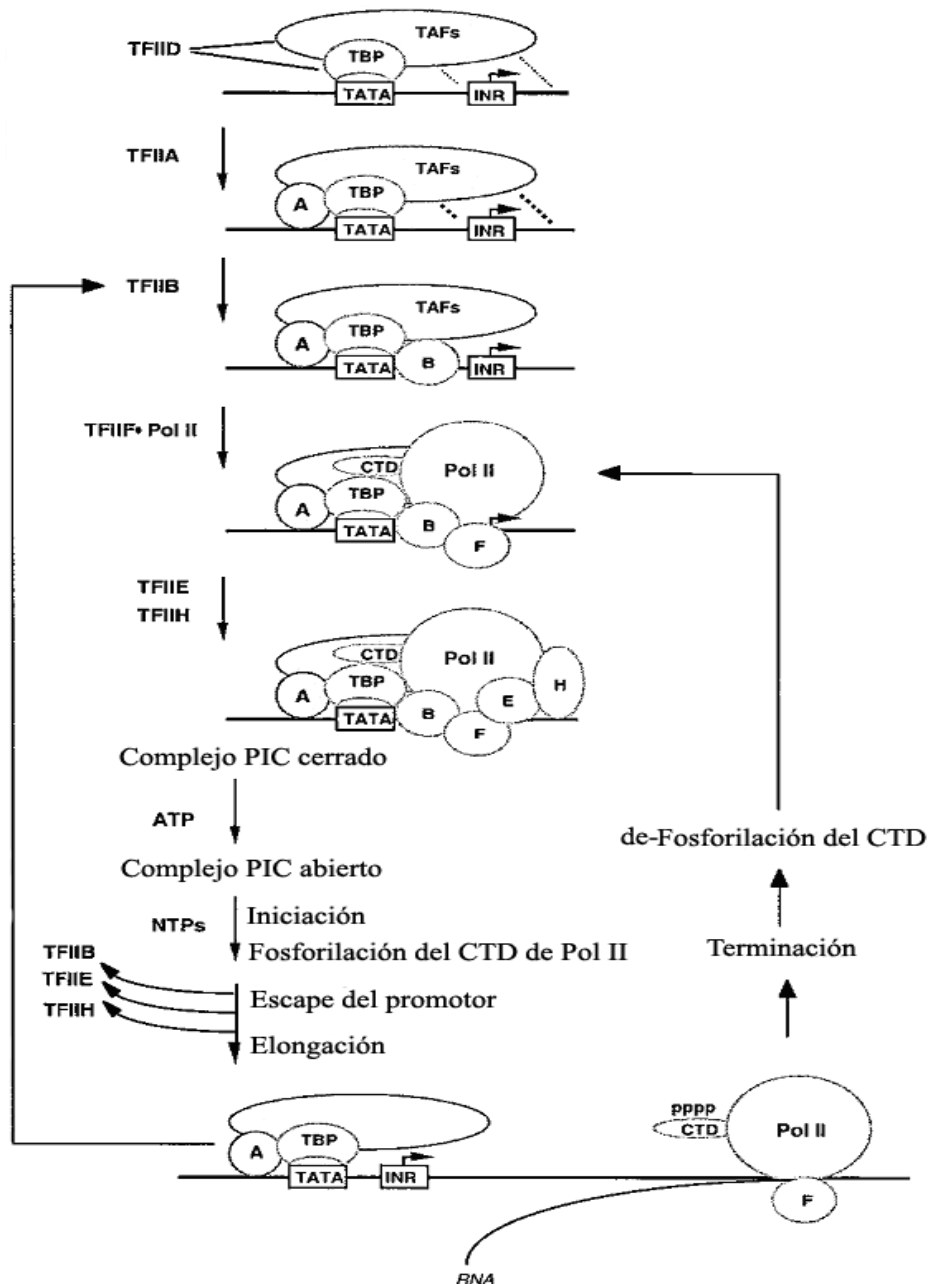 TFIID
TAFs
TBP
TATA
INR
TFIIA
TAFs
A
TBP
TATA
INR
TFIIB
TAFs
A
TBP
TATA
B
INR
TFIIF• Pol II
CTD
Pol II
A
TBP
TATA
B
F
TFIIE
TFIIH
CTD
Pol II
A
TBP
TATA
B
F
E
H
Complejo PIC cerrado
ATP
Complejo PIC abierto
NTPs
Iniciación
Fosforilación del CTD de Pol II
TFIIB
TFIIE
TFIIH
Escape del promotor
Elongación
A
TBP
TATA
INR
RNA
PPPP
CTD
Pol II
F
Terminación
de-Fosforilación del CTD